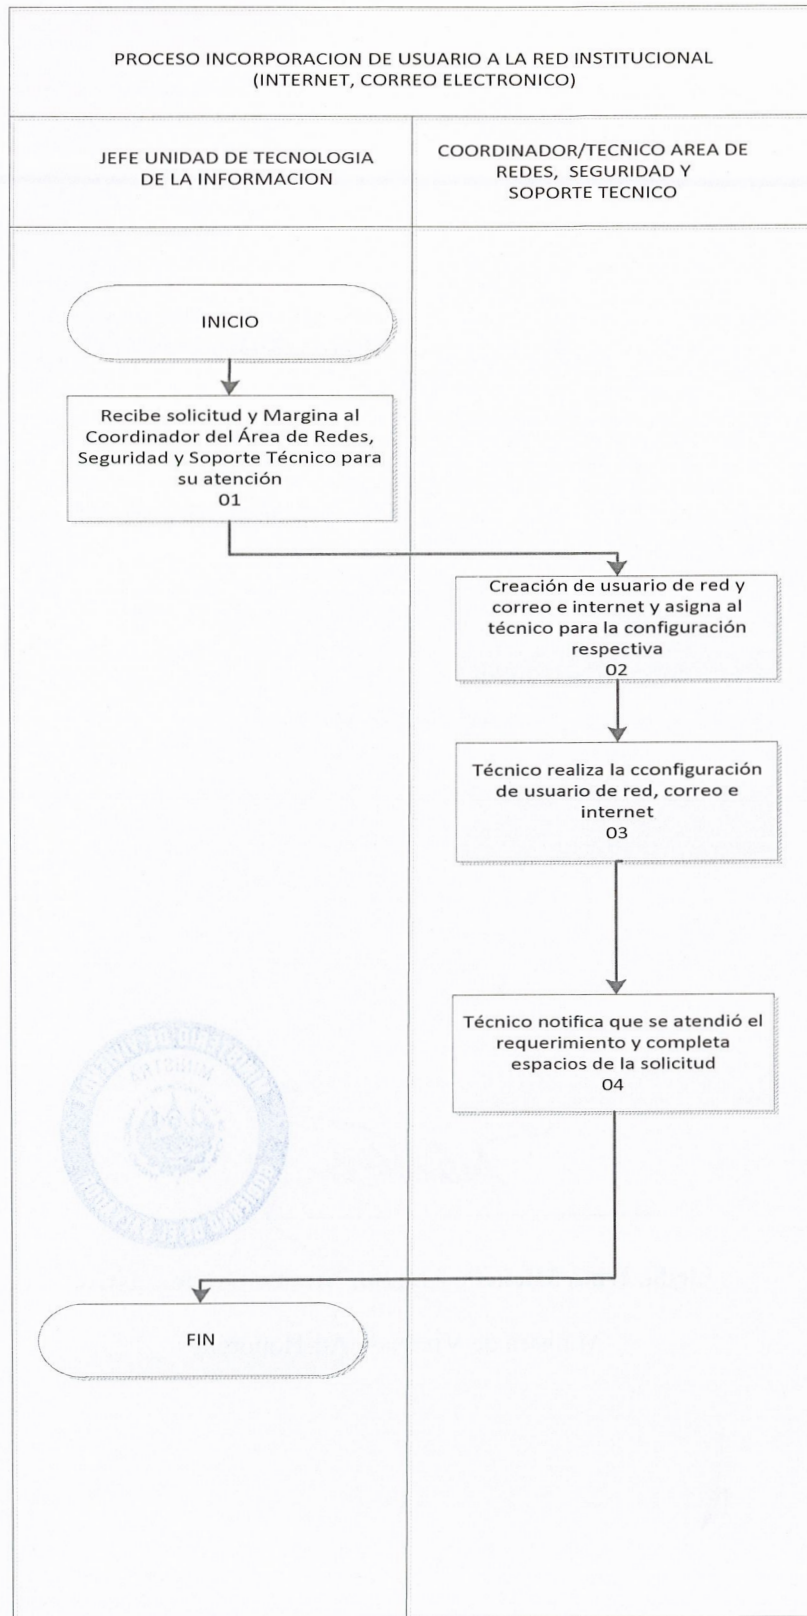 PROCESO INCORPORACION DE USUARIO A LA RED INSTITUCIONAL
(INTERNET, CORREO ELECTRONICO)
JEFE UNIDAD DE TECNOLOGIA
DE LA INFORMACION
COORDINADOR/TECNICO AREA DE
REDES, SEGURIDAD Y
SOPORTE TECNICO
INICIO
Recibe solicitud y Margina al
Coordinador del Área de Redes,
Seguridad y Soporte Técnico para
su atención
01
Creación de usuario de red y
correo e internet y asigna al
técnico para la configuración
respectiva
02
Técnico realiza la cconfiguración
de usuario de red, correo e
internet
03
Técnico notifica que se atendió el
requerimiento y completa
espacios de la solicitud
04
FIN